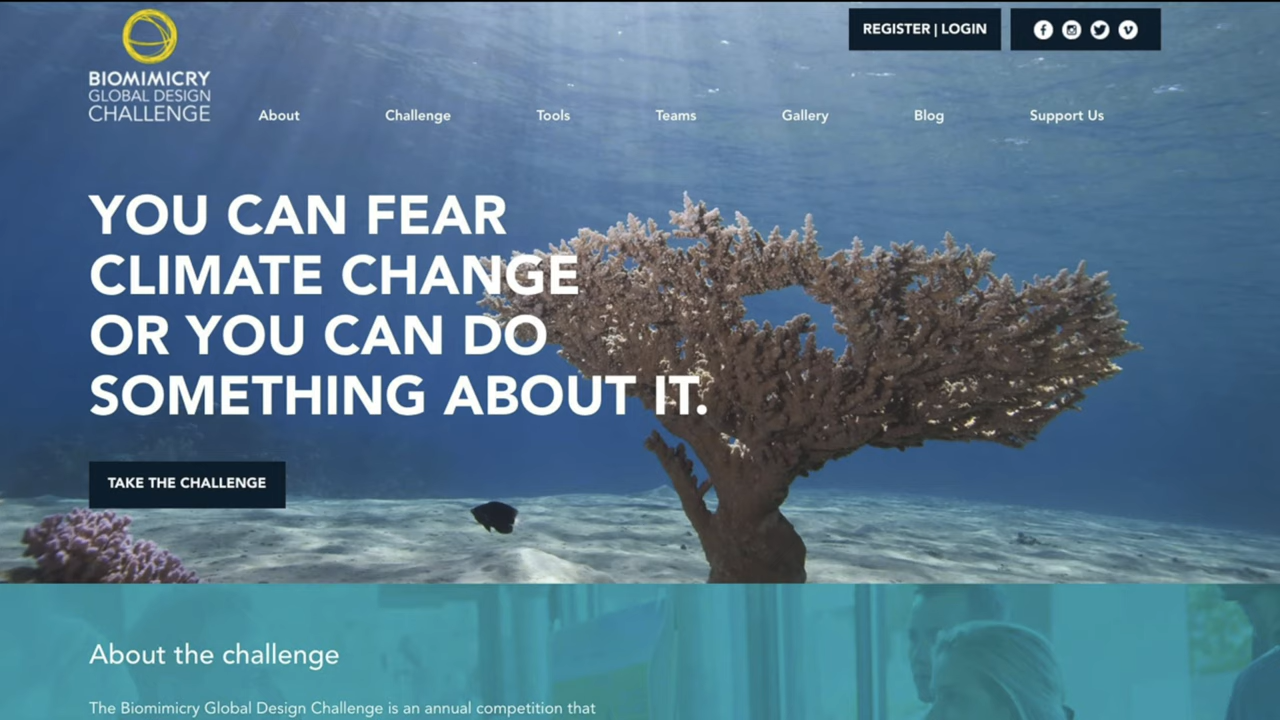 REGISTER | LOGIN
BIOMIMICRY
GLOBAL DESIGN
CHALLENGE
About Challenge Tools Teams Gallery Blog Support Us
YOU CAN FEAR
CLIMATE CHANGE
OR YOU CAN DO
SOMETHING ABOUT IT.
TAKE THE CHALLENGE
About the challenge
The Biomimicry Global Design Challenge is an annual competition that